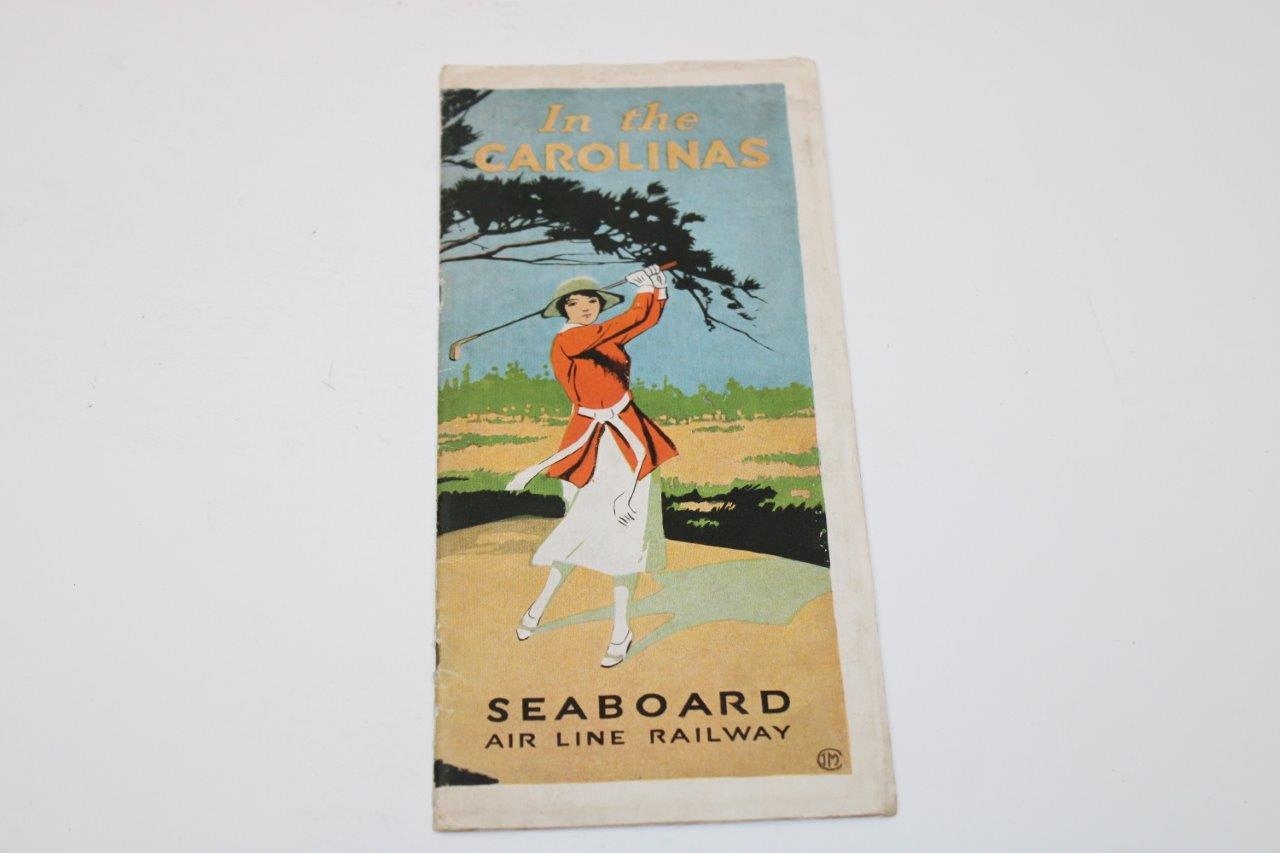 In the
CAROLINAS
SEABOARD
AIR LINE RAILWAY